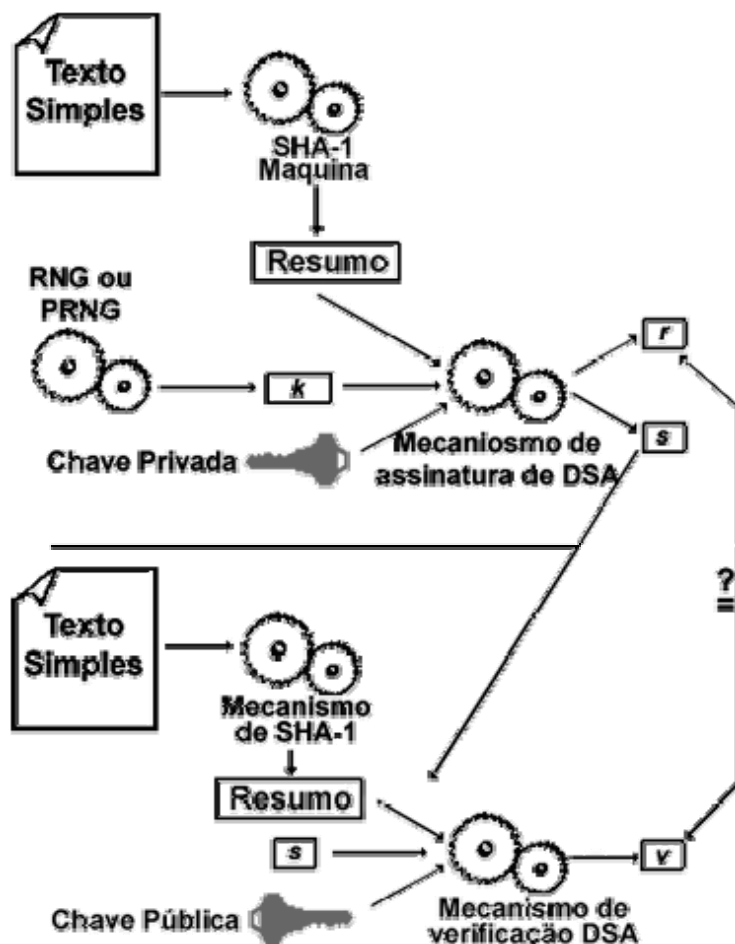 Texto
Simples
SHA-1
Maquina
Resumo
RNG ou
PRNG
k
r
s
Chave Privada
Mecaniosmo de
assinatura de DSA
?
=
Texto
Simples
Mecanismo
de SHA-1
Resumo
s
v
Chave Pública
Mecanismo de
verificação DSA